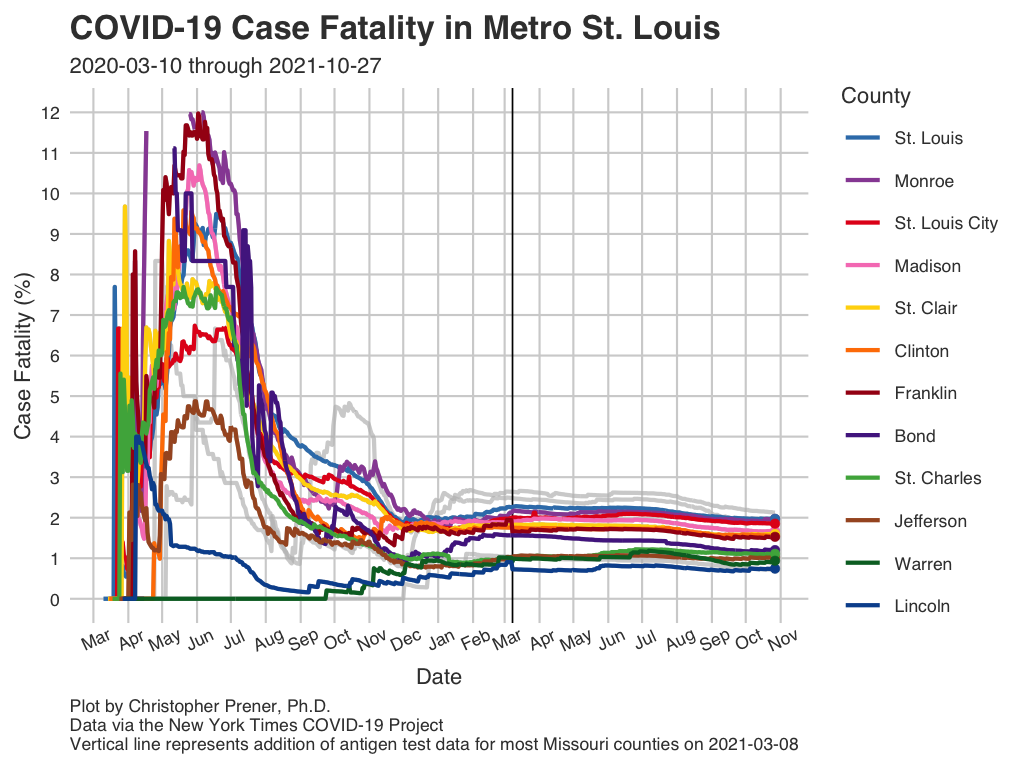 COVID-19 Case Fatality in Metro St. Louis
2020-03-10 through 2021-10-27
County
St. Louis
Monroe
St. Louis City
Madison
St. Clair
Clinton
Franklin
Bond
St. Charles
Jefferson
Warren
Lincoln
Case Fatality (%)
12
11
10
9
8
7
6
5
4
3
2
1
0
Mar Apr May Jun Jul Aug Sep Oct Nov Dec Jan Feb Mar Apr May Jun Jul Aug Sep Oct Nov
Date
Plot by Christopher Prener, Ph.D.
Data via the New York Times COVID-19 Project
Vertical line represents addition of antigen test data for most Missouri counties on 2021-03-08